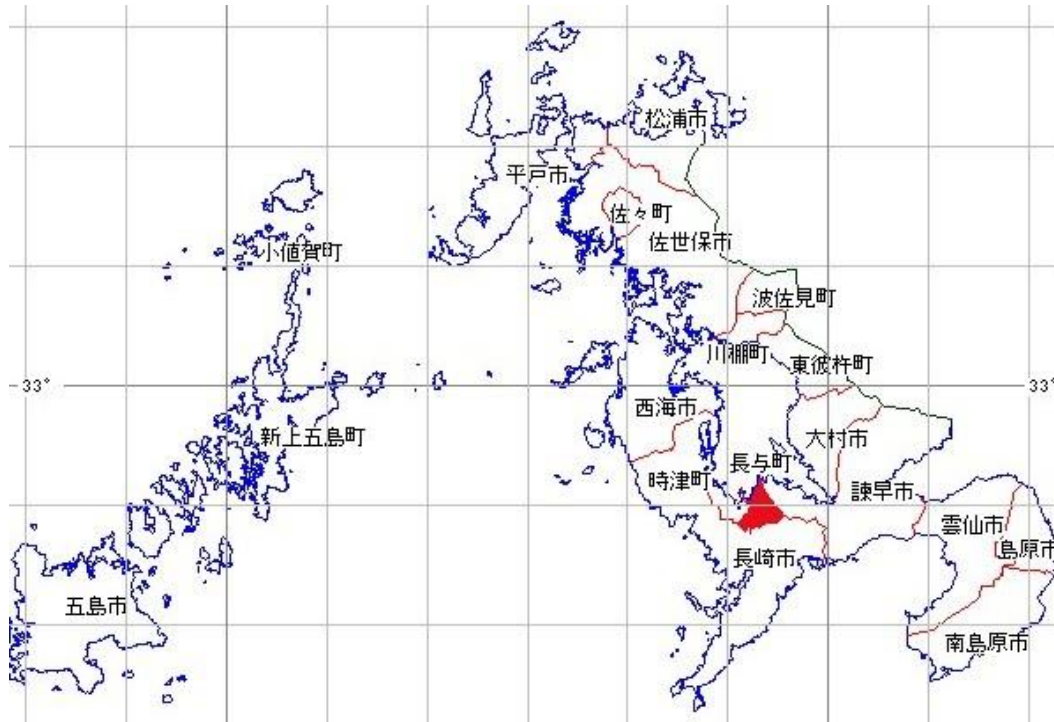 松浦市
平戸市
佐々町
佐世保市
小値賀町
波佐見町
川棚町
東彼杵町
33°
33°
西海市
新上五島町
大村市
長与町
時津町
諫早市
雲仙市
島原市
長崎市
五島市
南島原市